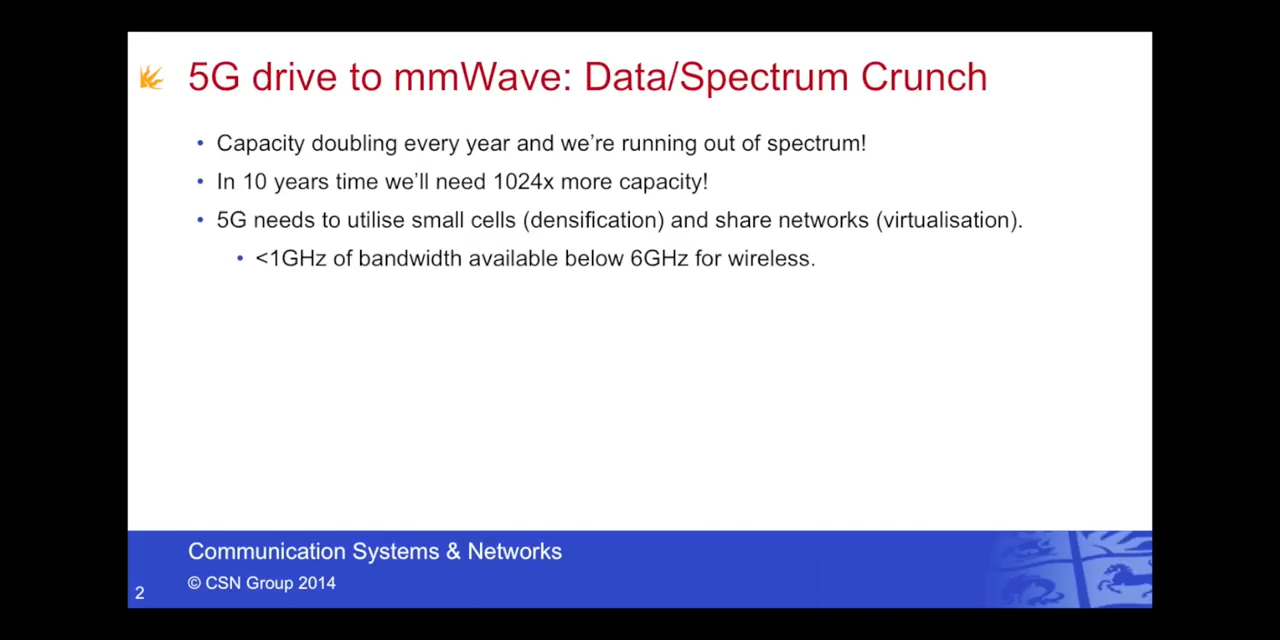 5G drive to mmWave: Data/Spectrum Crunch
• Capacity doubling every year and we're running out of spectrum!
• In 10 years time we'll need 1024x more capacity!
• 5G needs to utilise small cells (densification) and share networks (virtualisation).
• <1GHz of bandwidth available below 6GHz for wireless.
Communication Systems & Networks
© CSN Group 2014
2